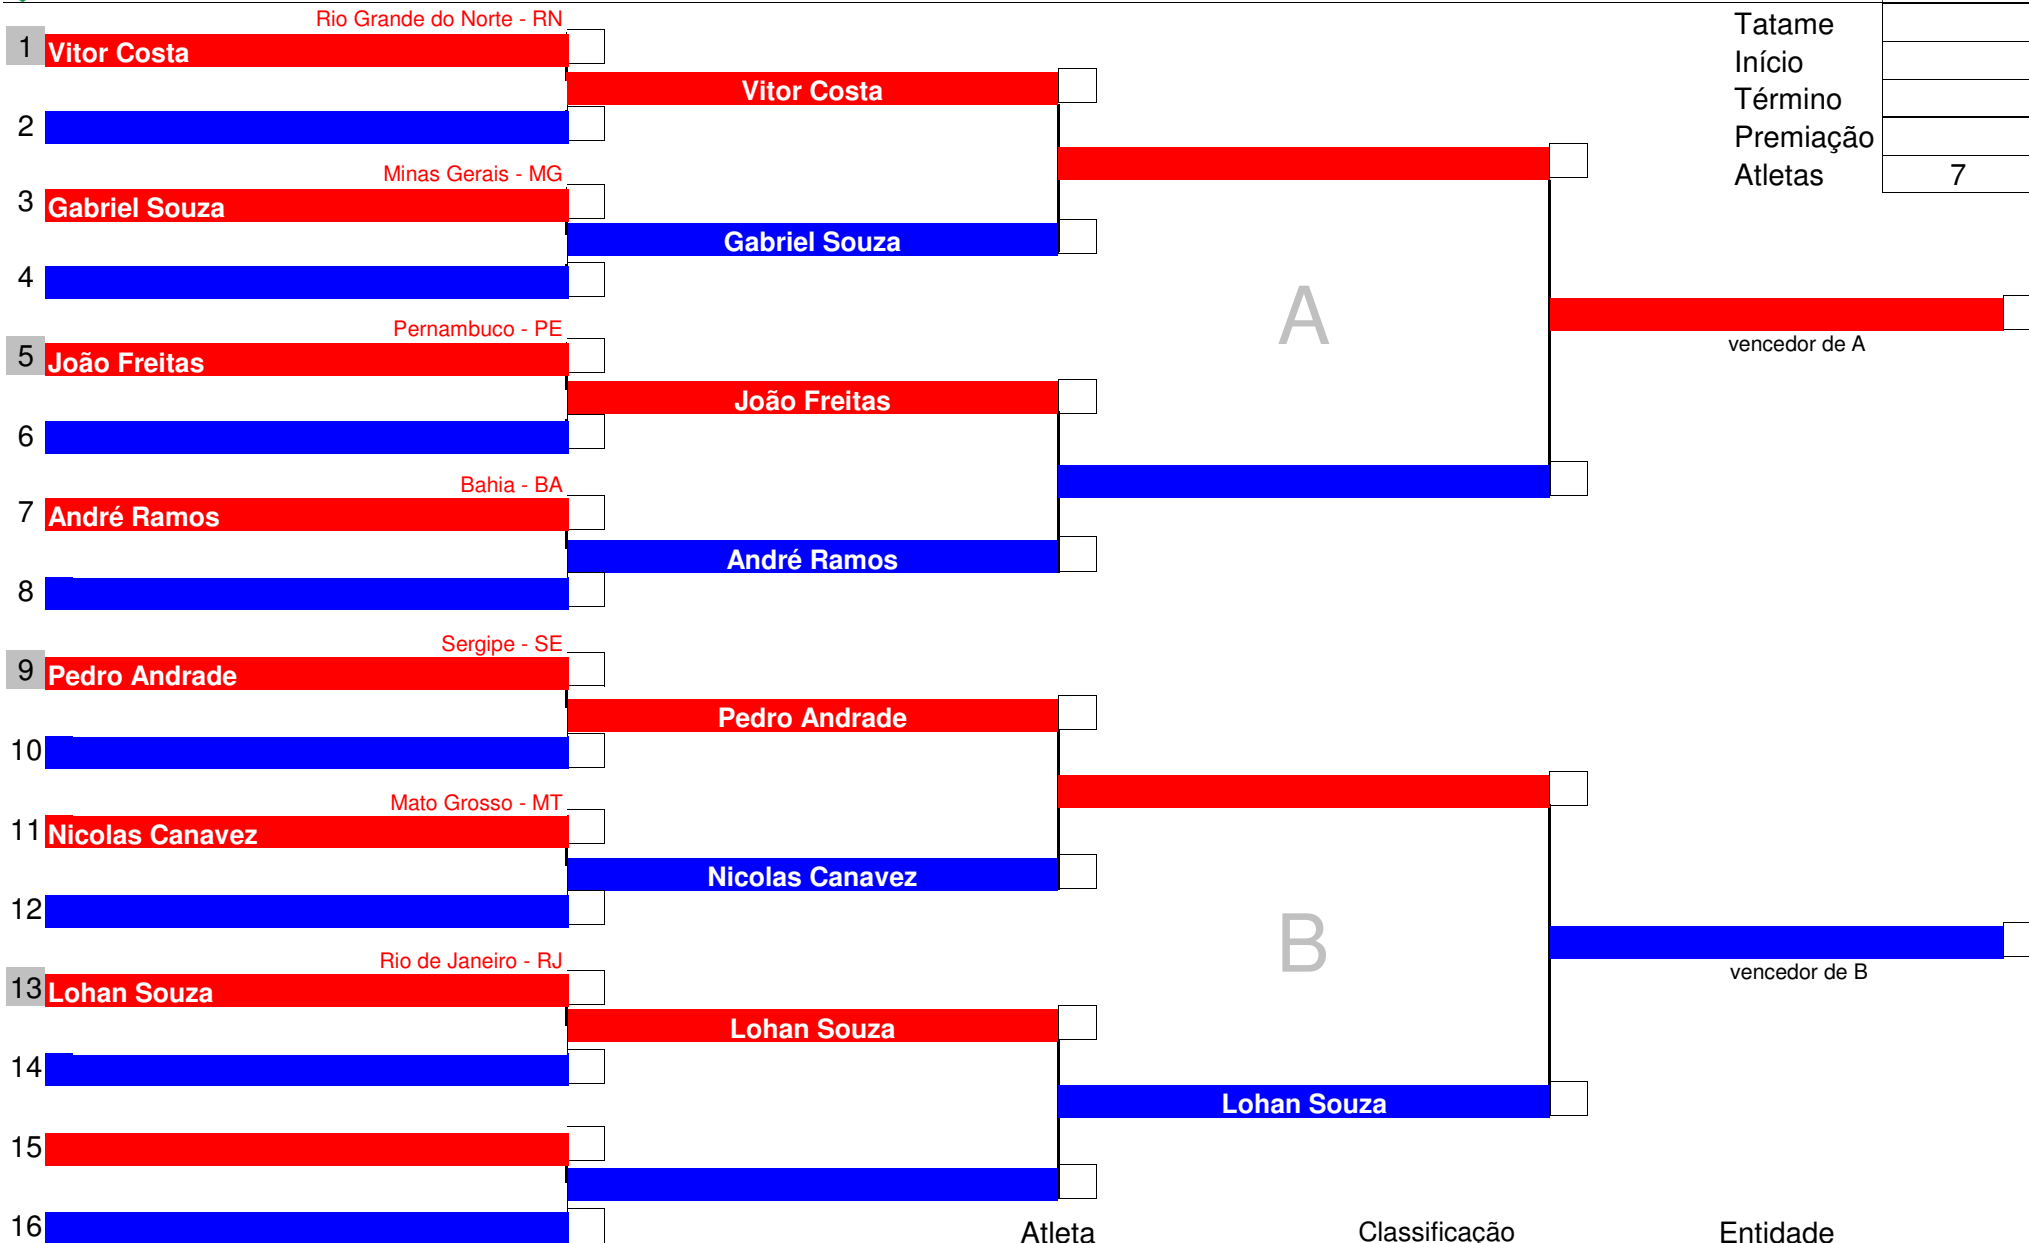 Rio Grande do Norte - RN
1 Vitor Costa
Vitor Costa
2
Minas Gerais - MG
3 Gabriel Souza
Gabriel Souza
4
Pernambuco - PE
5 João Freitas
João Freitas
6
Bahia - BA
7 André Ramos
André Ramos
8
Sergipe - SE
9 Pedro Andrade
Pedro Andrade
10
Mato Grosso - MT
11 Nicolas Canavez
Nicolas Canavez
12
Rio de Janeiro - RJ
13 Lohan Souza
Lohan Souza
14
15
16
A
B
Lohan Souza
Tatame
Início
Término
Premiação
Atletas 7
vencedor de A
vencedor de B
Atleta Classificação Entidade